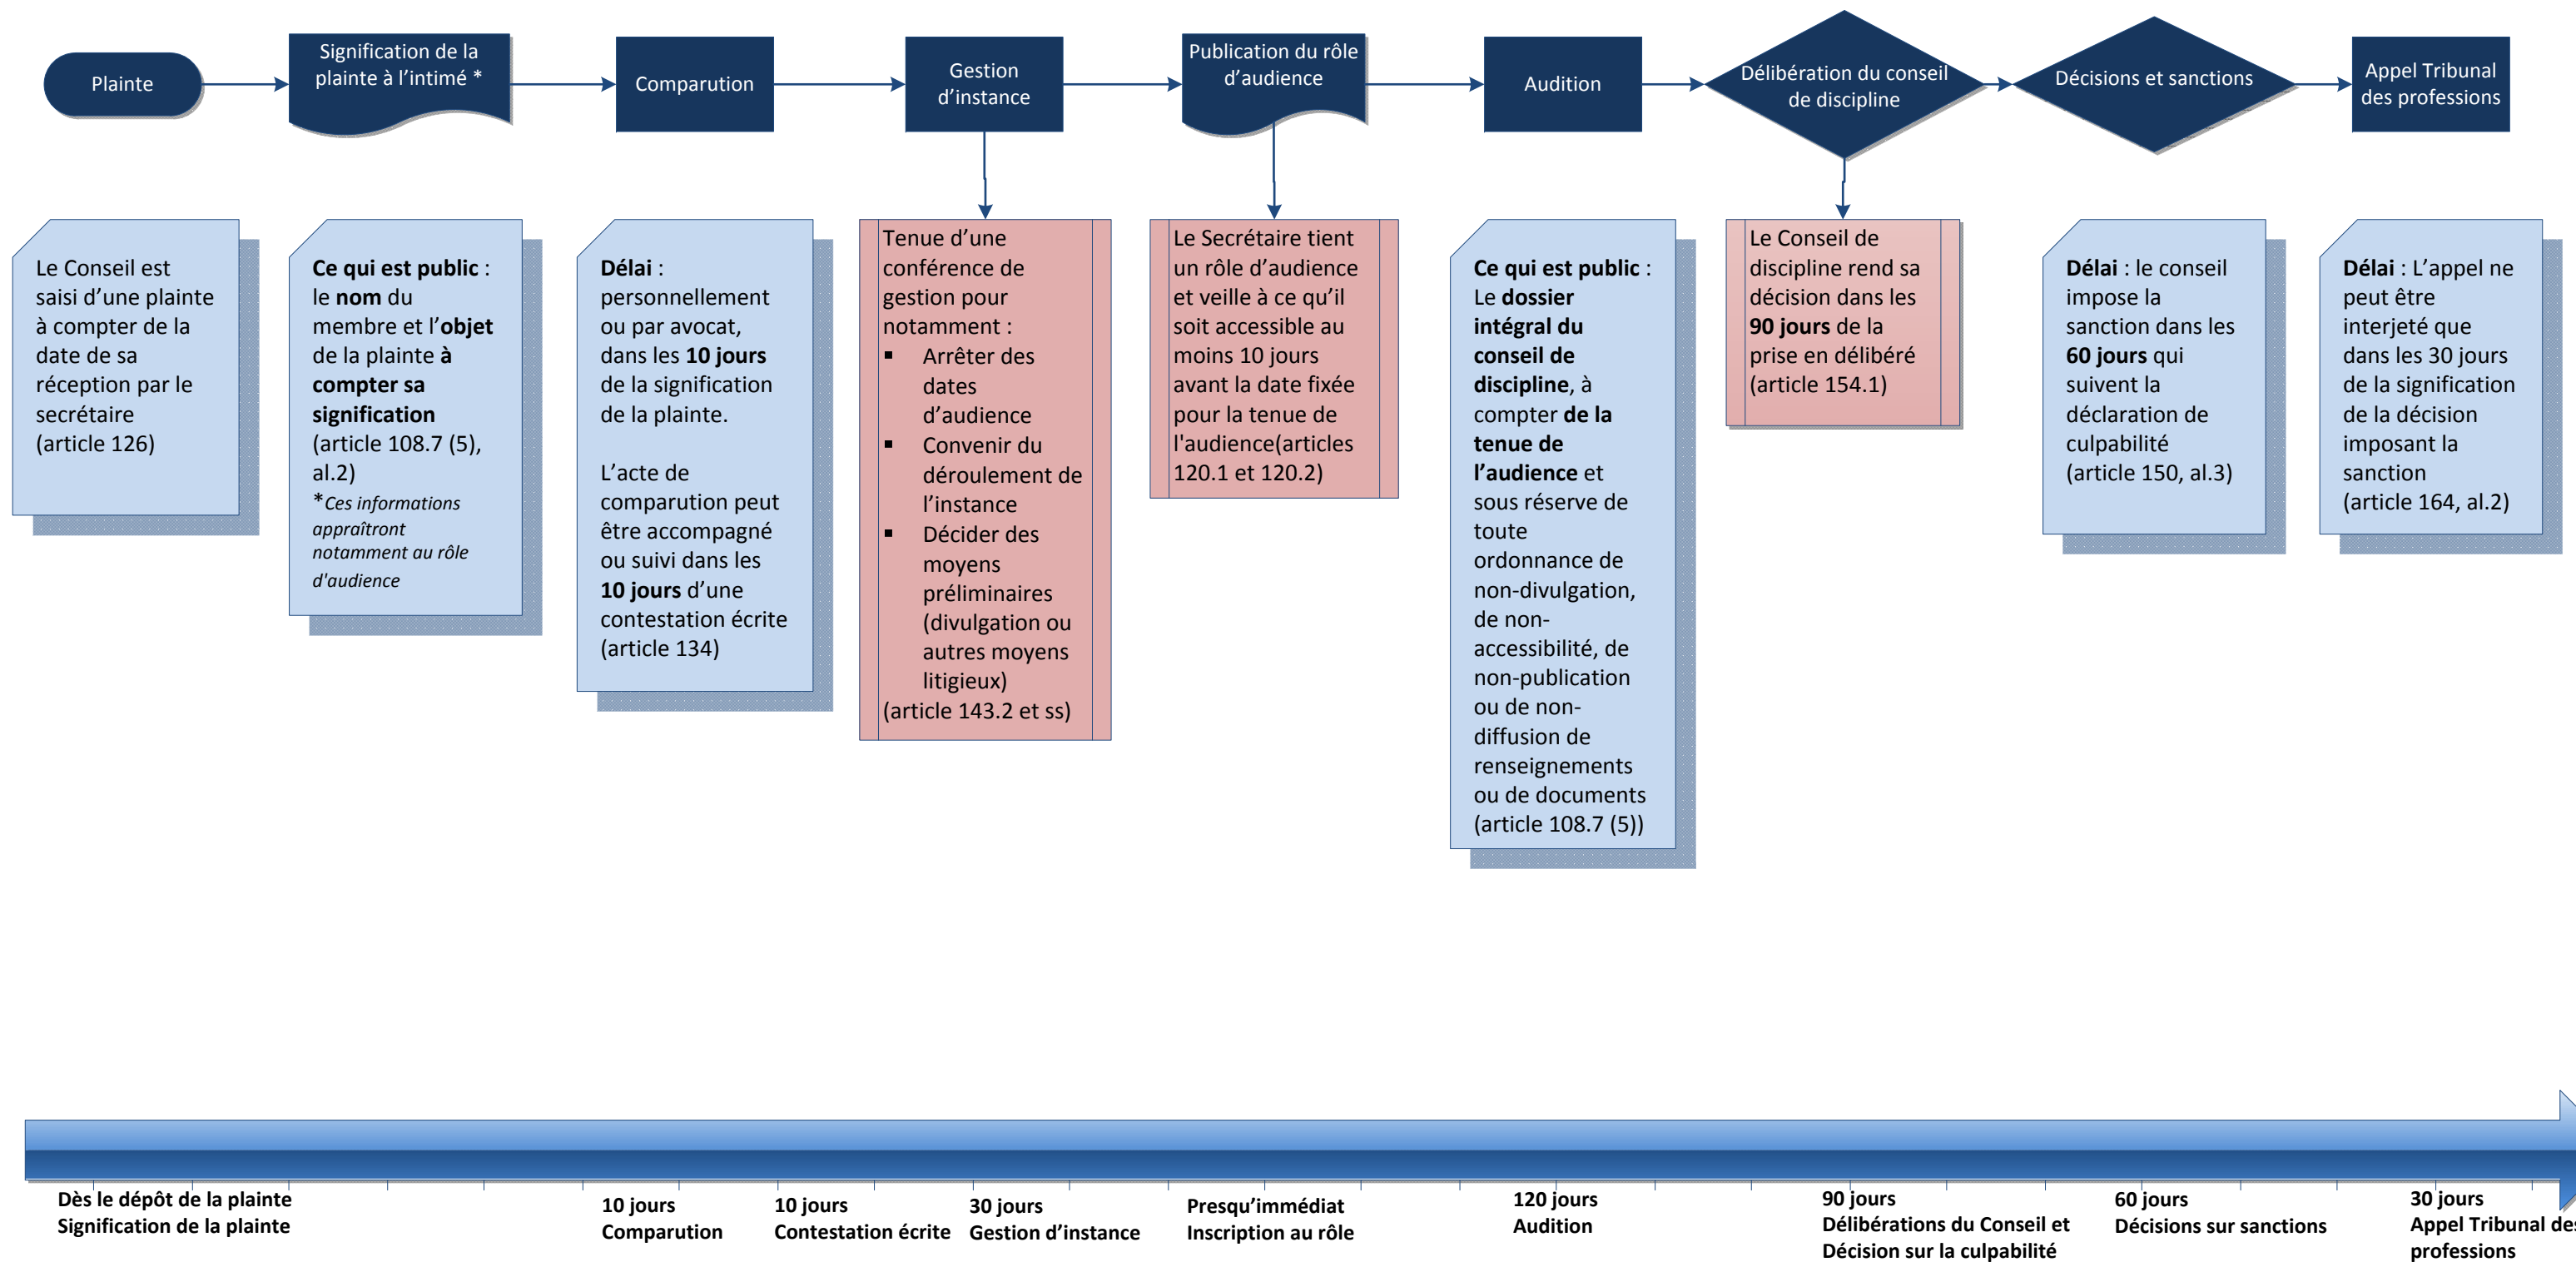 Plainte
Signification de la
plainte à l’intimé *
Comparution
Gestion
d’instance
Publication du rôle
d’audience
Audition
Délibération du conseil
de discipline
Décisions et sanctions
Appel Tribunal
des professions
Le Conseil est
saisi d’une plainte
à compter de la
date de sa
réception par le
secrétaire
(article 126)
Ce qui est public :
le nom du
membre et l’objet
de la plainte à
compter sa
signification
(article 108.7 (5),
al.2)
*Ces informations
appraîtront
notamment au rôle
d'audience
Délai :
personnellement
ou par avocat,
dans les 10 jours
de la signification
de la plainte.
L’acte de
comparution peut
être accompagné
ou suivi dans les
10 jours d’une
contestation écrite
(article 134)
Tenue d’une
conférence de
gestion pour
notamment :
▪ Arrêter des
dates
d’audience
▪ Convenir du
déroulement de
l’instance
▪ Décider des
moyens
préliminaires
(divulgation ou
autres moyens
litigieux)
(article 143.2 et ss)
Le Secrétaire tient
un rôle d’audience
et veille à ce qu’il
soit accessible au
moins 10 jours
avant la date fixée
pour la tenue de
l'audience(articles
120.1 et 120.2)
Ce qui est public :
Le dossier
intégral du
conseil de
discipline, à
compter de la
tenue de
l’audience et
sous réserve de
toute
ordonnance de
non-divulgation,
de non-
accessibilité, de
non-publication
ou de non-
diffusion de
renseignements
ou de documents
(article 108.7 (5))
Le Conseil de
discipline rend sa
décision dans les
90 jours de la
prise en délibéré
(article 154.1)
Délai : le conseil
impose la
sanction dans les
60 jours qui
suivent la
déclaration de
culpabilité
(article 150, al.3)
Délai : L’appel ne
peut être
interjeté que
dans les 30 jours
de la signification
de la décision
imposant la
sanction
(article 164, al.2)
Dès le dépôt de la plainte
Signification de la plainte
10 jours
Comparution
10 jours
Contestation écrite
30 jours
Gestion d’instance
Presqu’immédiat
Inscription au rôle
120 jours
Audition
90 jours
Délibérations du Conseil et
Décision sur la culpabilité
60 jours
Décisions sur sanctions
30 jours
Appel Tribunal des
professions